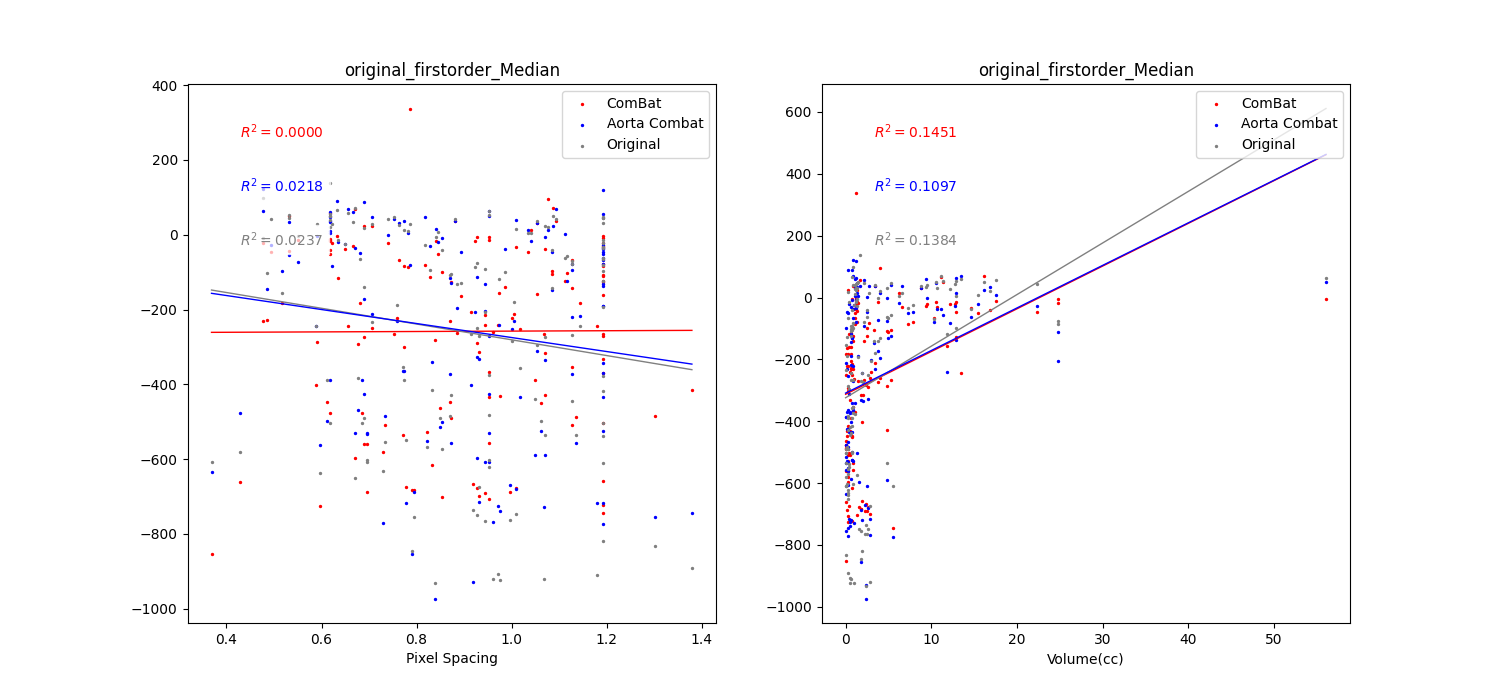 original_firstorder_Median
400
200
0
−200
−400
−600
−800
−1000
R² = 0.0000
R² = 0.0218
R² = 0.0237
ComBat
Aorta Combat
Original
0.4 0.6 0.8 1.0 1.2 1.4
Pixel Spacing
original_firstorder_Median
600
400
200
0
−200
−400
−600
−800
−1000
R² = 0.1451
R² = 0.1097
R² = 0.1384
ComBat
Aorta Combat
Original
0 10 20 30 40 50
Volume(cc)